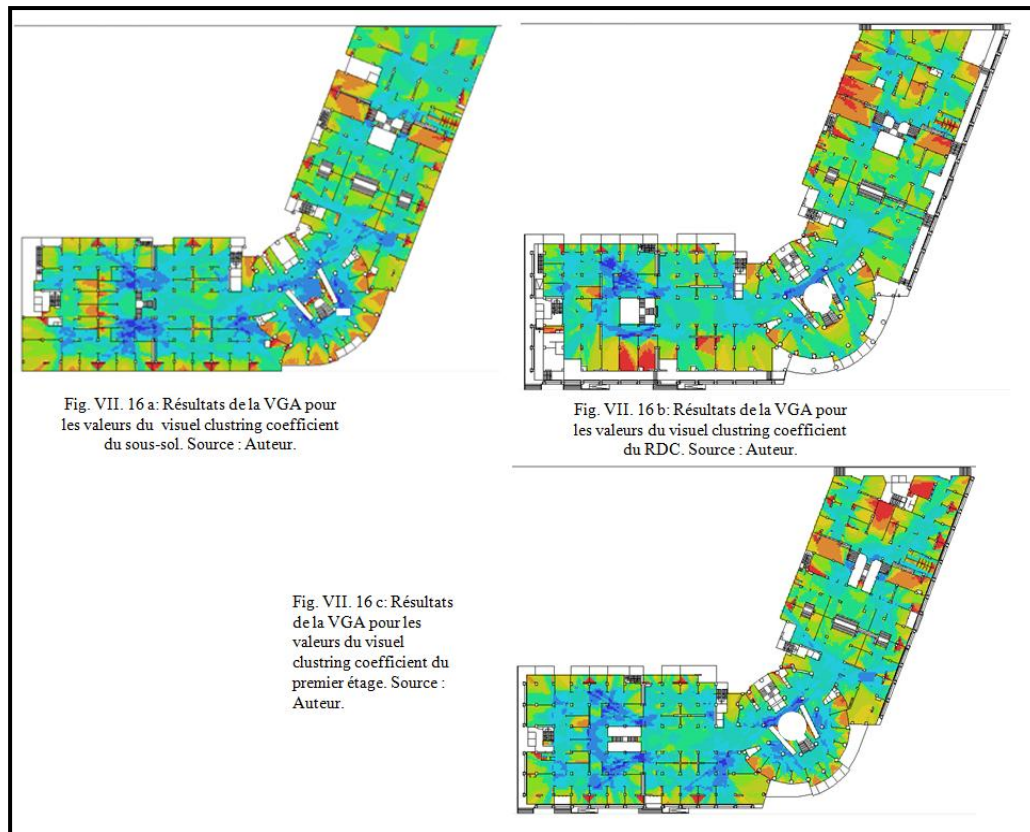 Fig. VII. 16 a: Résultats de la VGA pour
les valeurs du visuel clustring coefficient
du sous-sol. Source : Auteur.
Fig. VII. 16 b: Résultats de la VGA pour
les valeurs du visuel clustring coefficient
du RDC. Source : Auteur.
Fig. VII. 16 c: Résultats
de la VGA pour les
valeurs du visuel
clustring coefficient du
premier étage. Source :
Auteur.